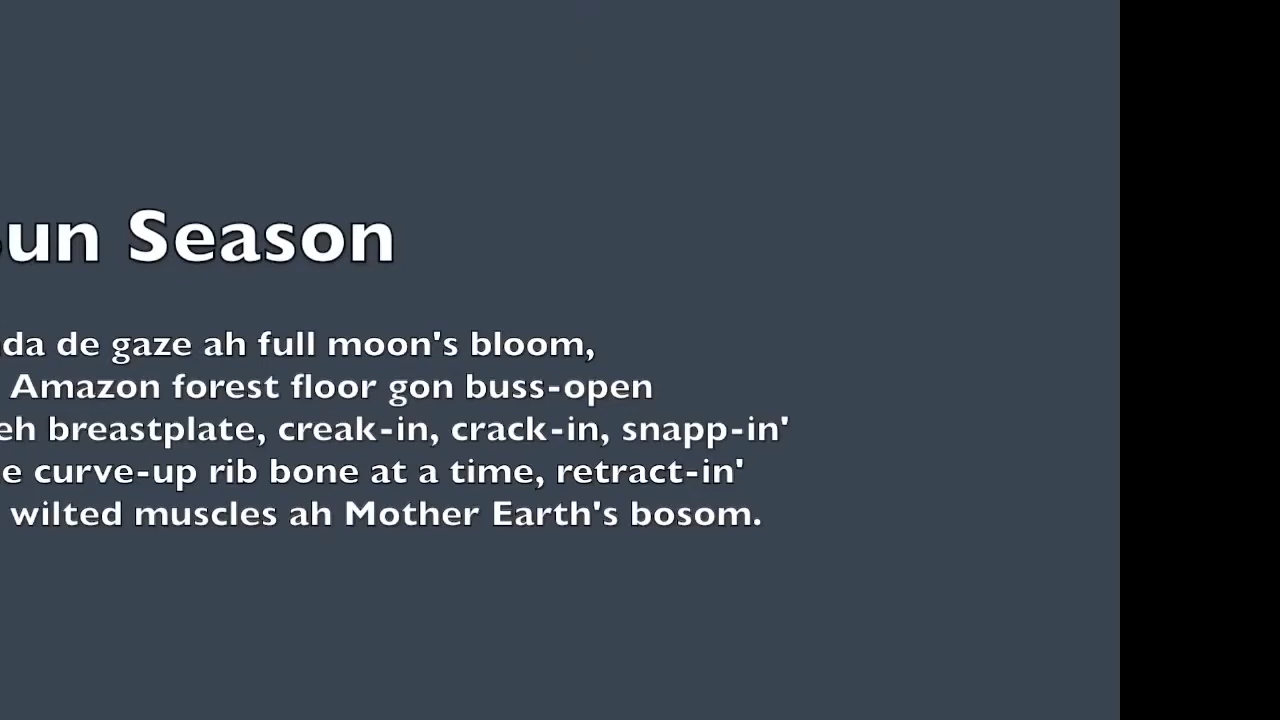 un Season
da de gaze ah full moon's bloom,
Amazon forest floor gon buss-open
eh breastplate, creak-in, crack-in, snapp-in'
e curve-up rib bone at a time, retract-in'
wilted muscles ah Mother Earth's bosom.